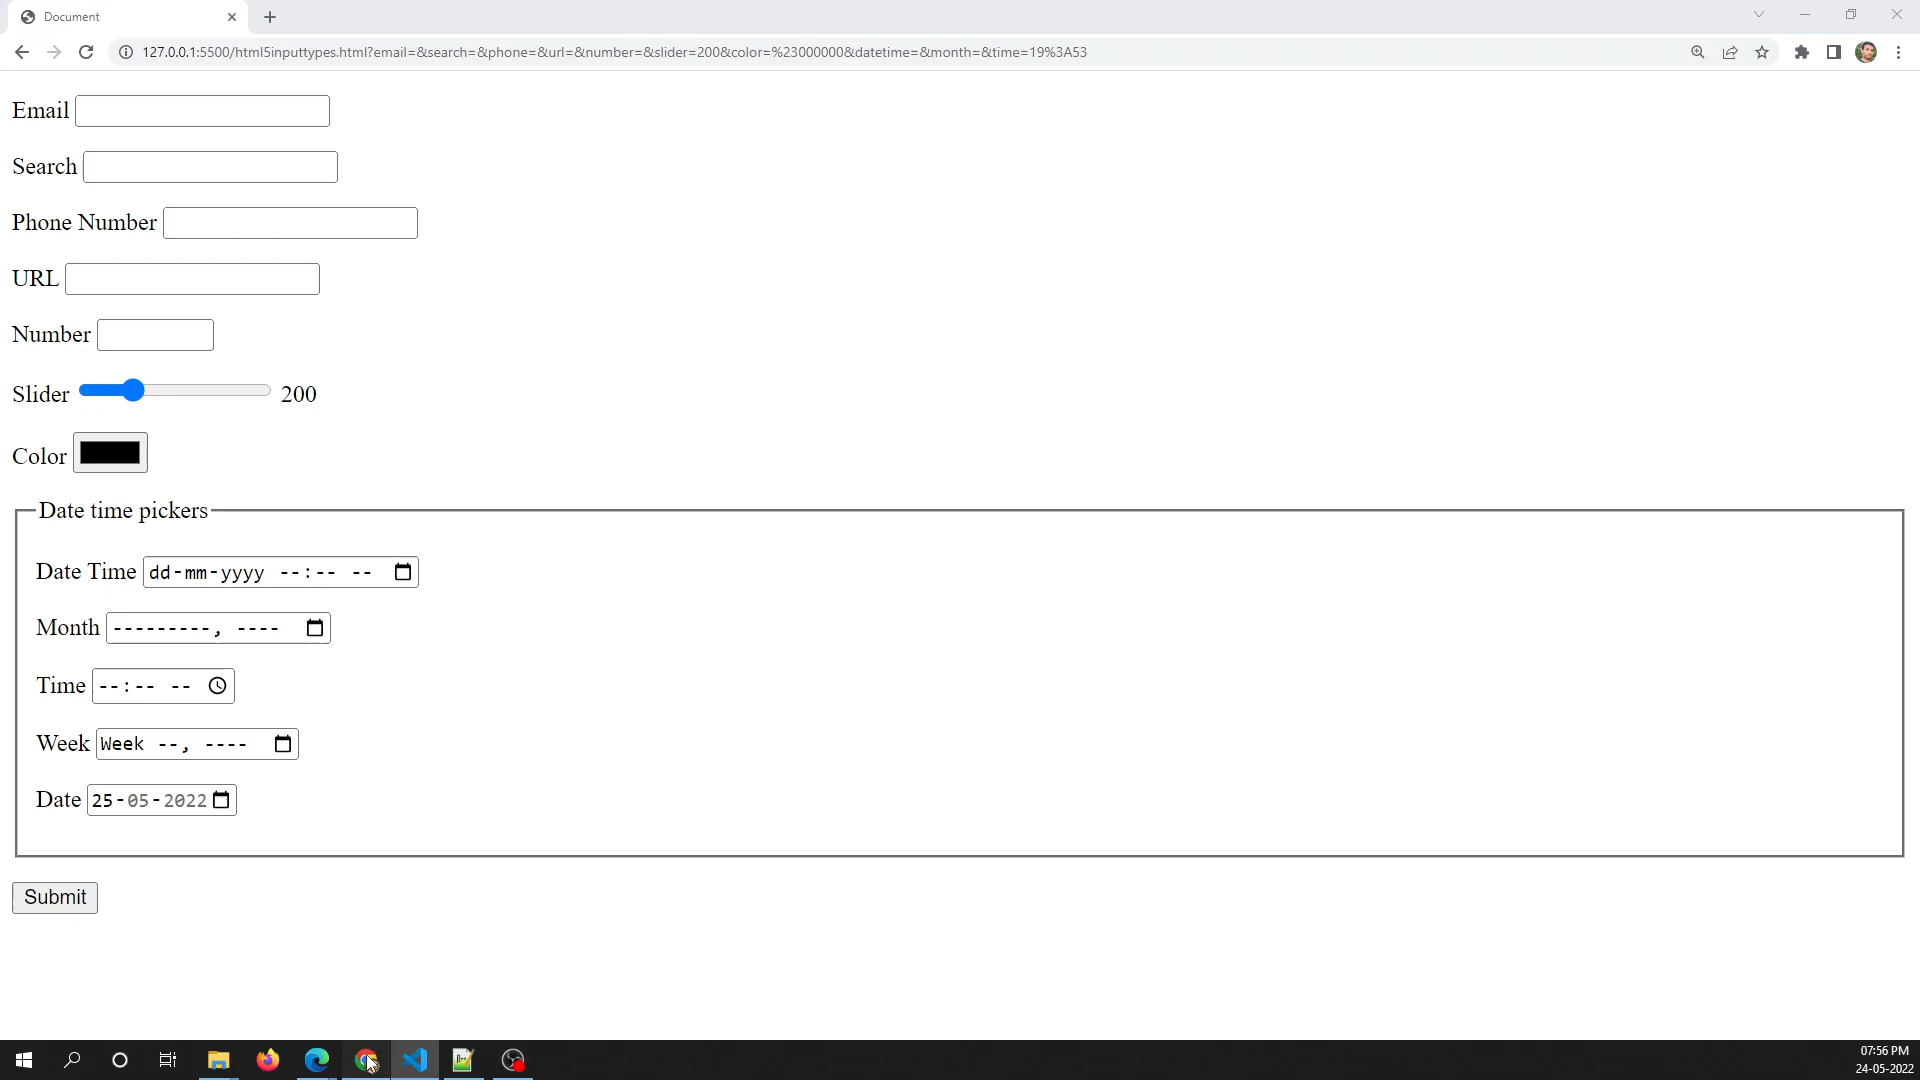 Document
127.0.0.1:5500/html5inputtypes.html?email=&search=&phone=&url=&number=&slider=200&color=%23000000&datetime=&month=&time=19%3A53
Email
Search
Phone Number
URL
Number
Slider 200
Color
Date time pickers
Date Time dd-mm-yyyy --:-- --
Month ---------, ----
Time --:-- --
Week Week --, ----
Date 25-05-2022
Submit
07:56 PM
24-05-2022